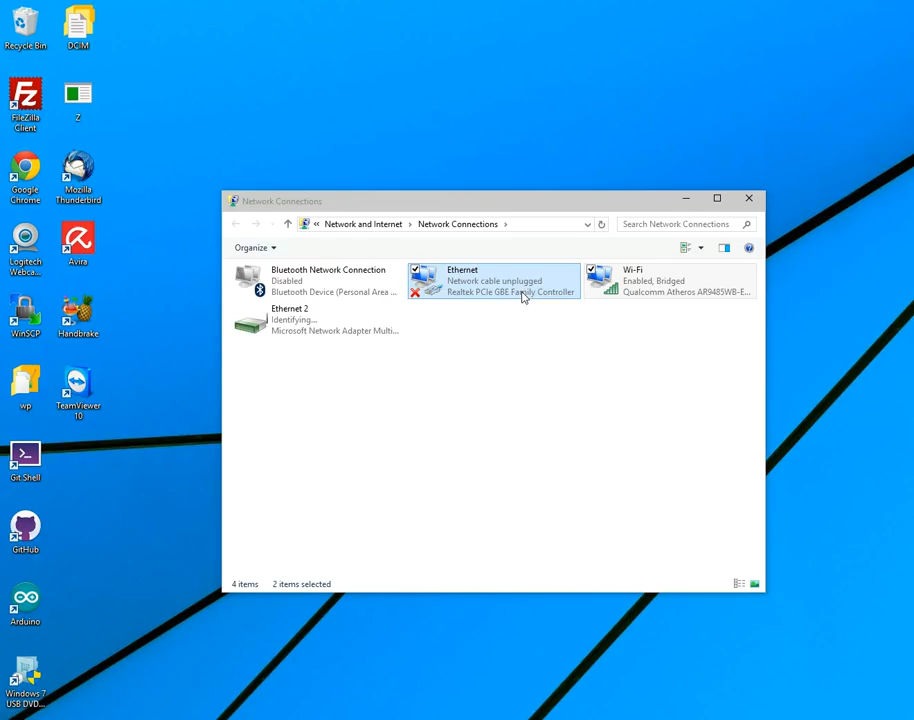 Recycle Bin
DCIM
FileZilla
Client
Z
Google
Chrome
Mozilla
Thunderbird
Logitech
Webca...
Avira
WinSCP
Handbrake
wp
TeamViewer
10
Git Shell
GitHub
Arduino
Windows 7
USB DVD...
Network Connections
« Network and Internet > Network Connections >
Search Network Connections
Organize
Bluetooth Network Connection
Disabled
Bluetooth Device (Personal Area ...
Ethernet
Network cable unplugged
Realtek PCIe GBE Family Controller
Wi-Fi
Enabled, Bridged
Qualcomm Atheros AR9485WB-E...
Ethernet 2
Identifying...
Microsoft Network Adapter Multi...
4 items 2 items selected